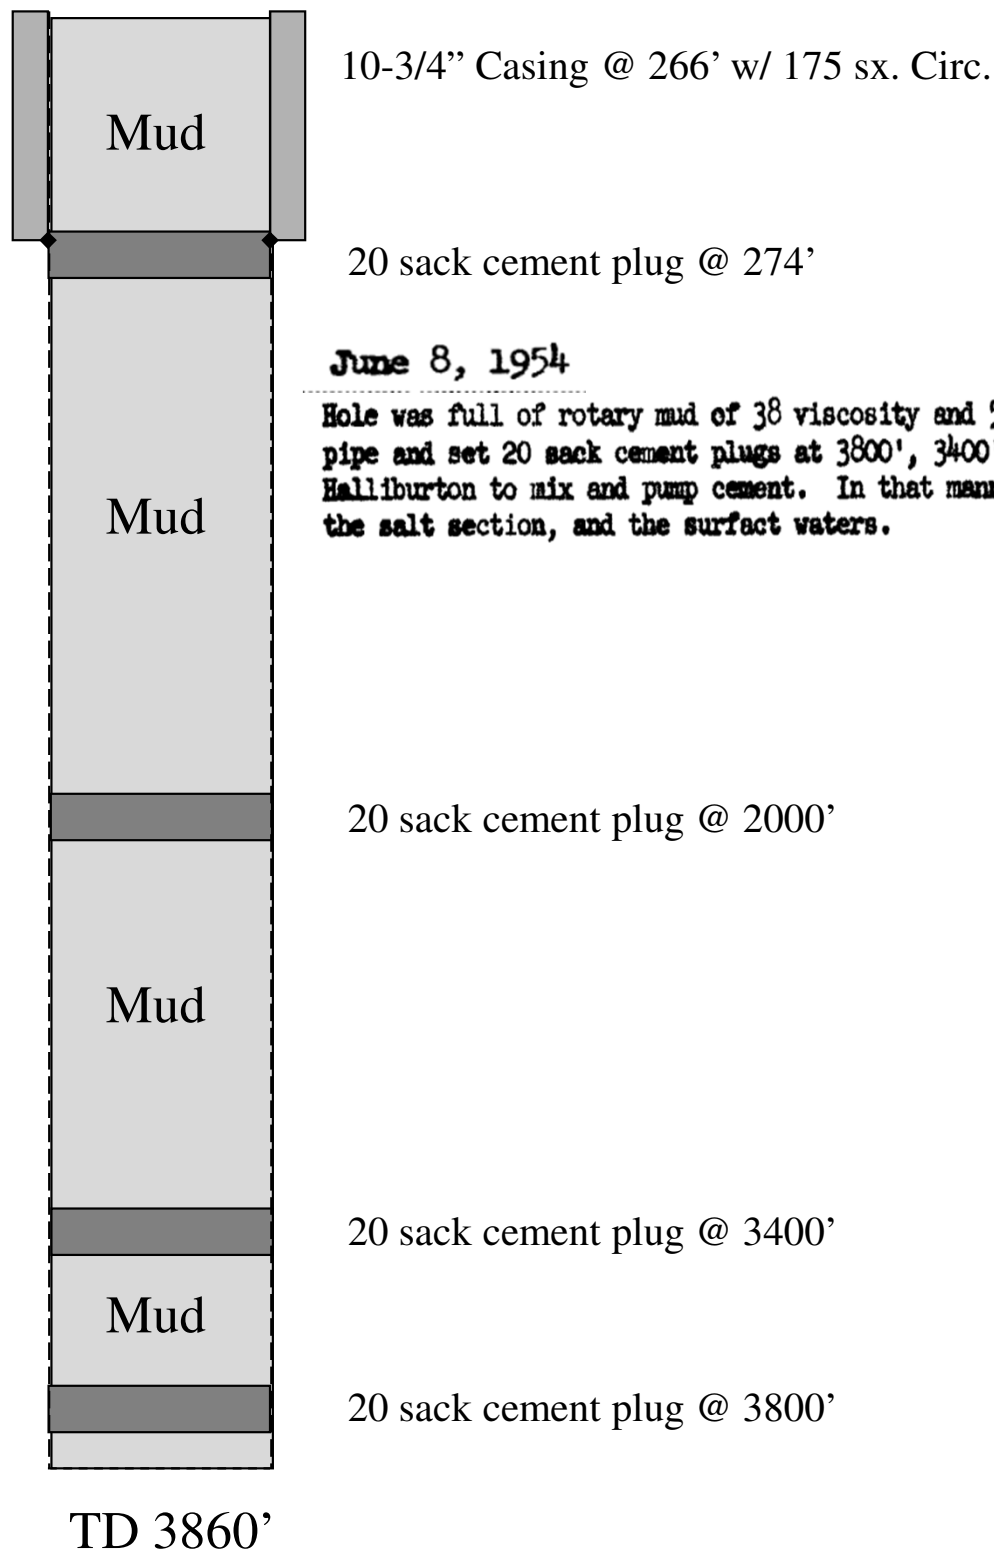 10-3/4” Casing @ 266’ w/ 175 sx. Circ.
Mud
20 sack cement plug @ 274’
June 8, 1954
Hole was full of rotary mud of 38 viscosity and
pipe and set 20 sack cement plugs at 3800', 3400'
Halliburton to mix and pump cement. In that
the salt section, and the surfact waters.
Mud
20 sack cement plug @ 2000’
Mud
20 sack cement plug @ 3400’
Mud
20 sack cement plug @ 3800’
TD 3860’